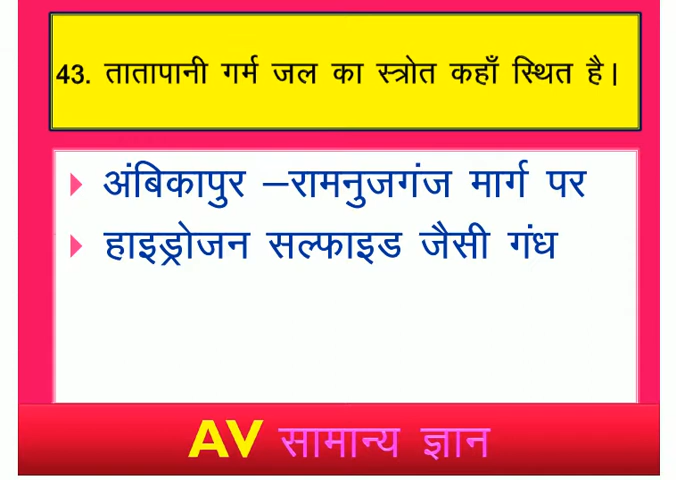 43. तातापानी गर्म जल का स्त्रोत कहाँ स्थित है।
अंबिकापुर –रामनुजगंज मार्ग पर
हाइड्रोजन सल्फाइड जैसी गंध
AV सामान्य ज्ञान